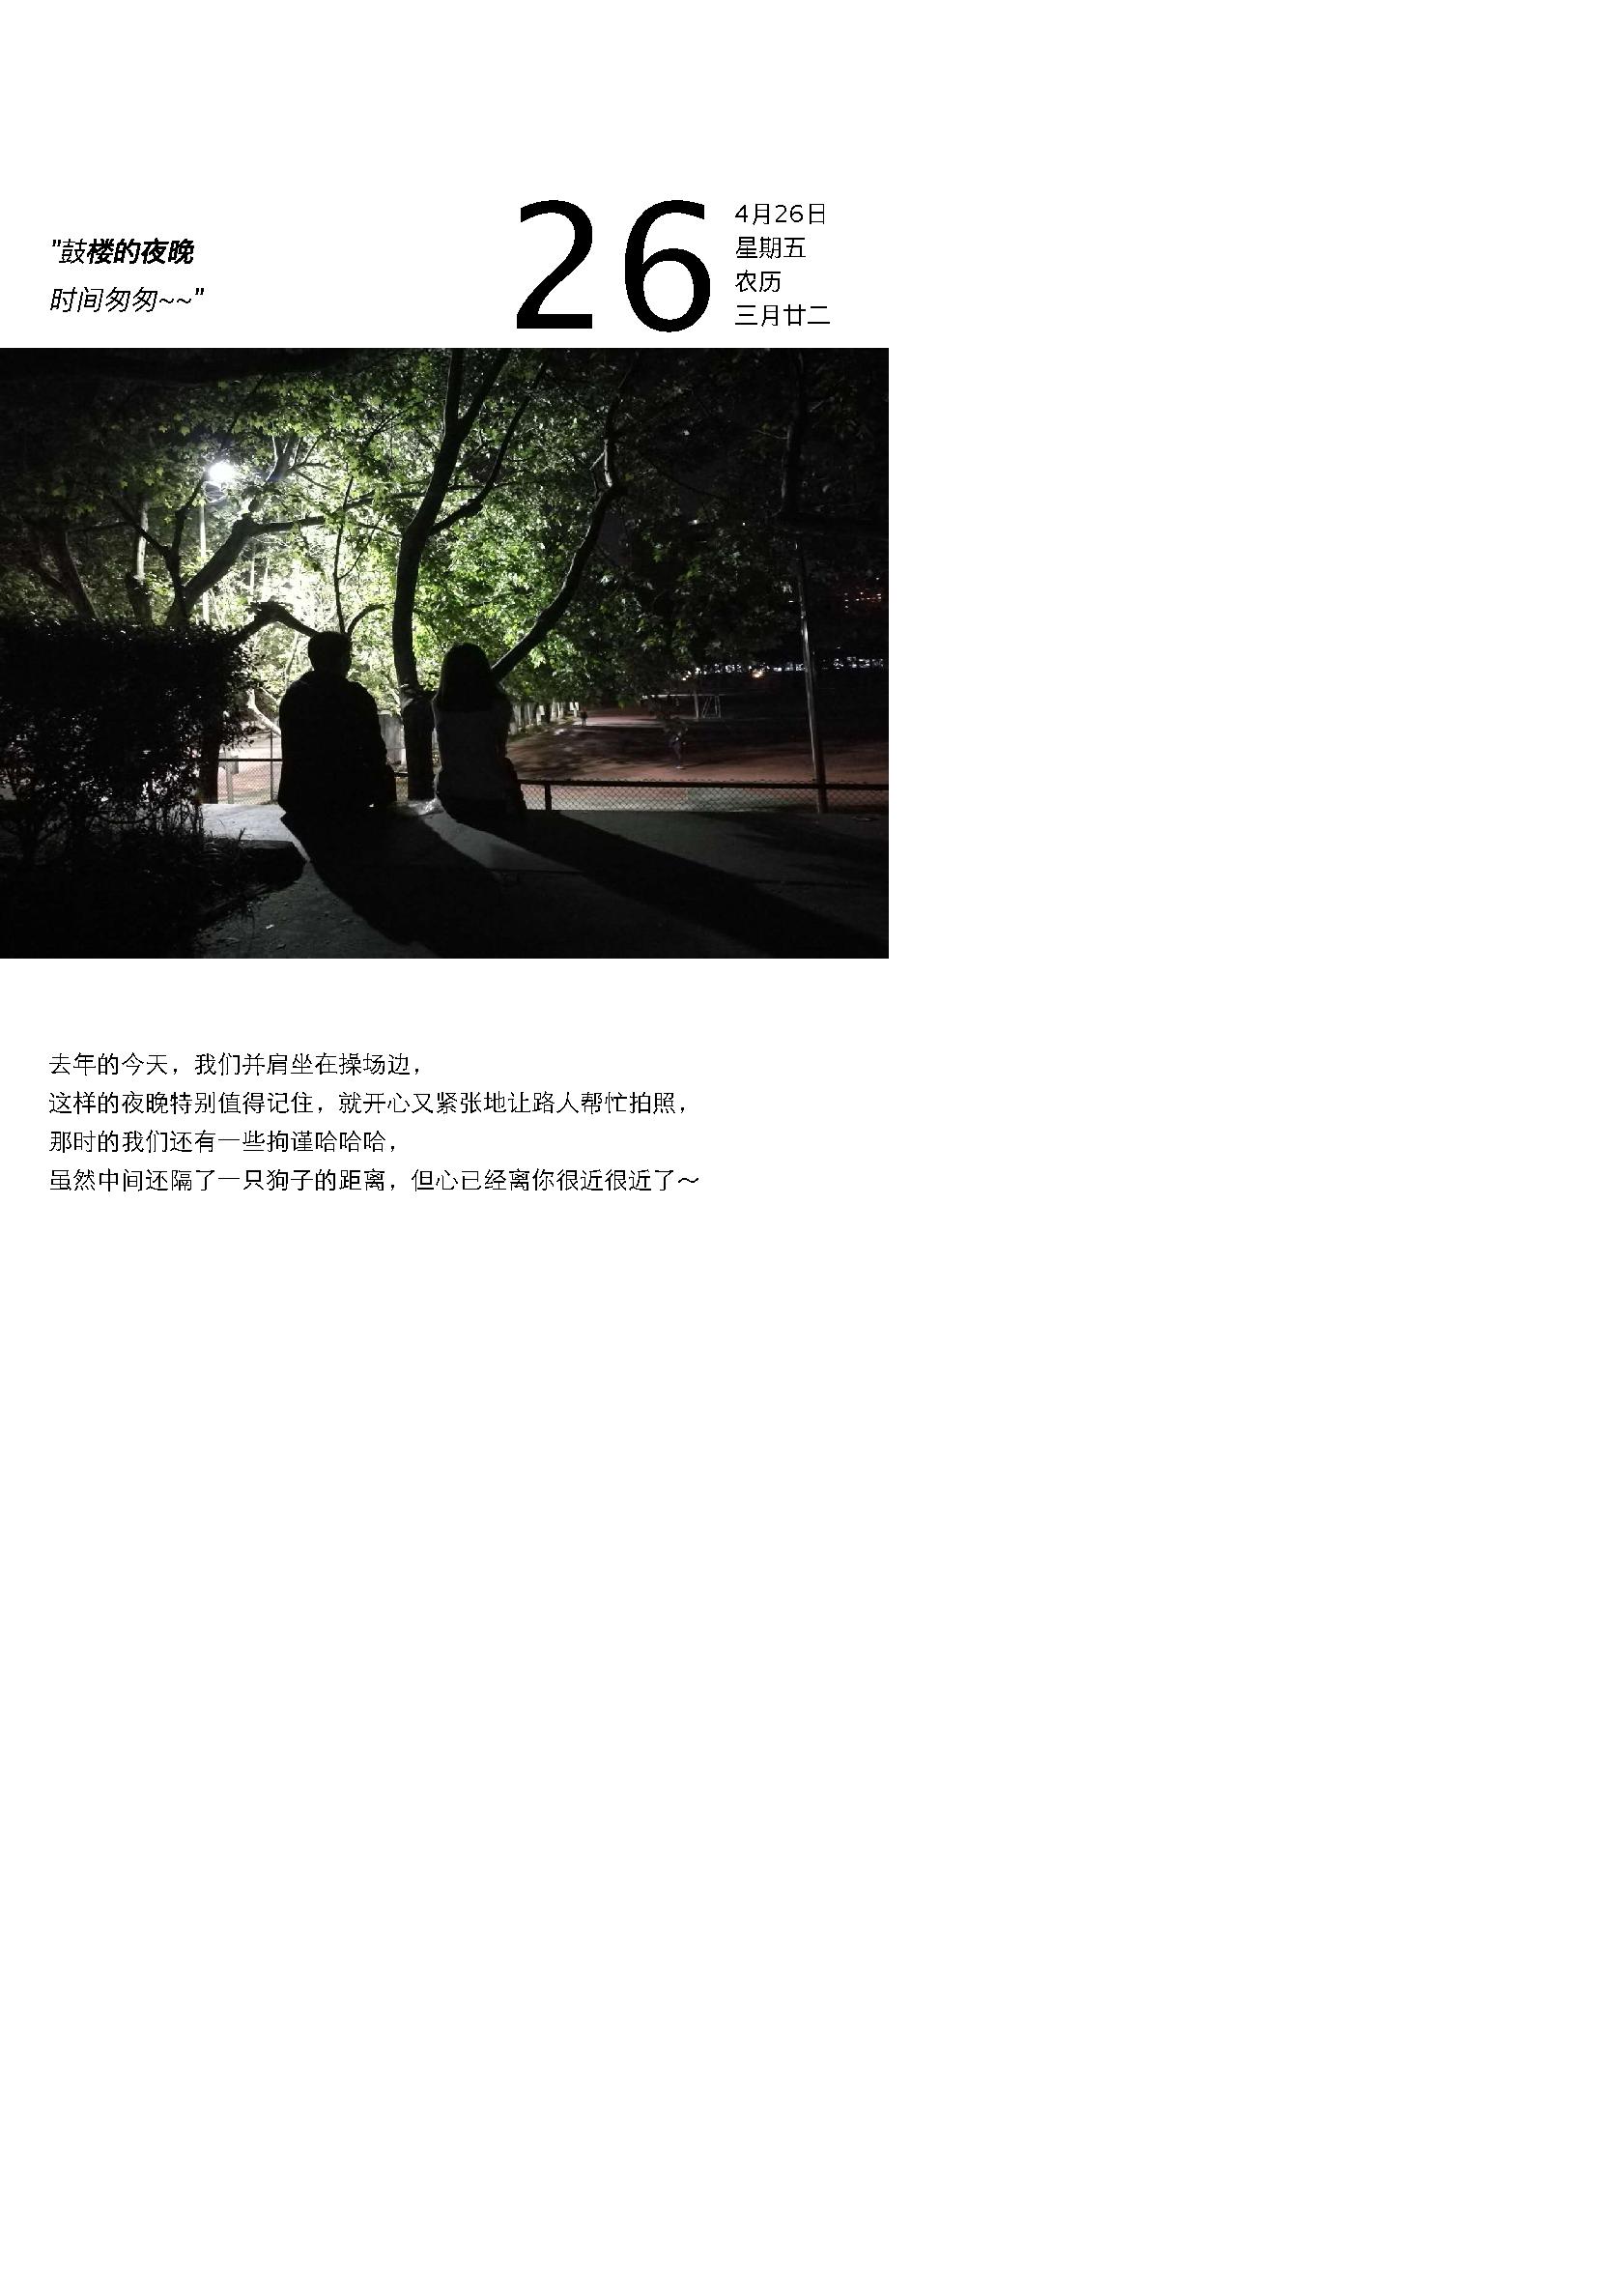 "鼓楼的夜晚
时间匆匆~~"
26
4月26日
星期五
农历
三月廿二
去年的今天，我们并肩坐在操场边，
这样的夜晚特别值得记住，就开心又紧张地让路人帮忙拍照，
那时的我们还有一些拘谨哈哈哈，
虽然中间还隔了一只狗子的距离，但心已经离你很近很近了～